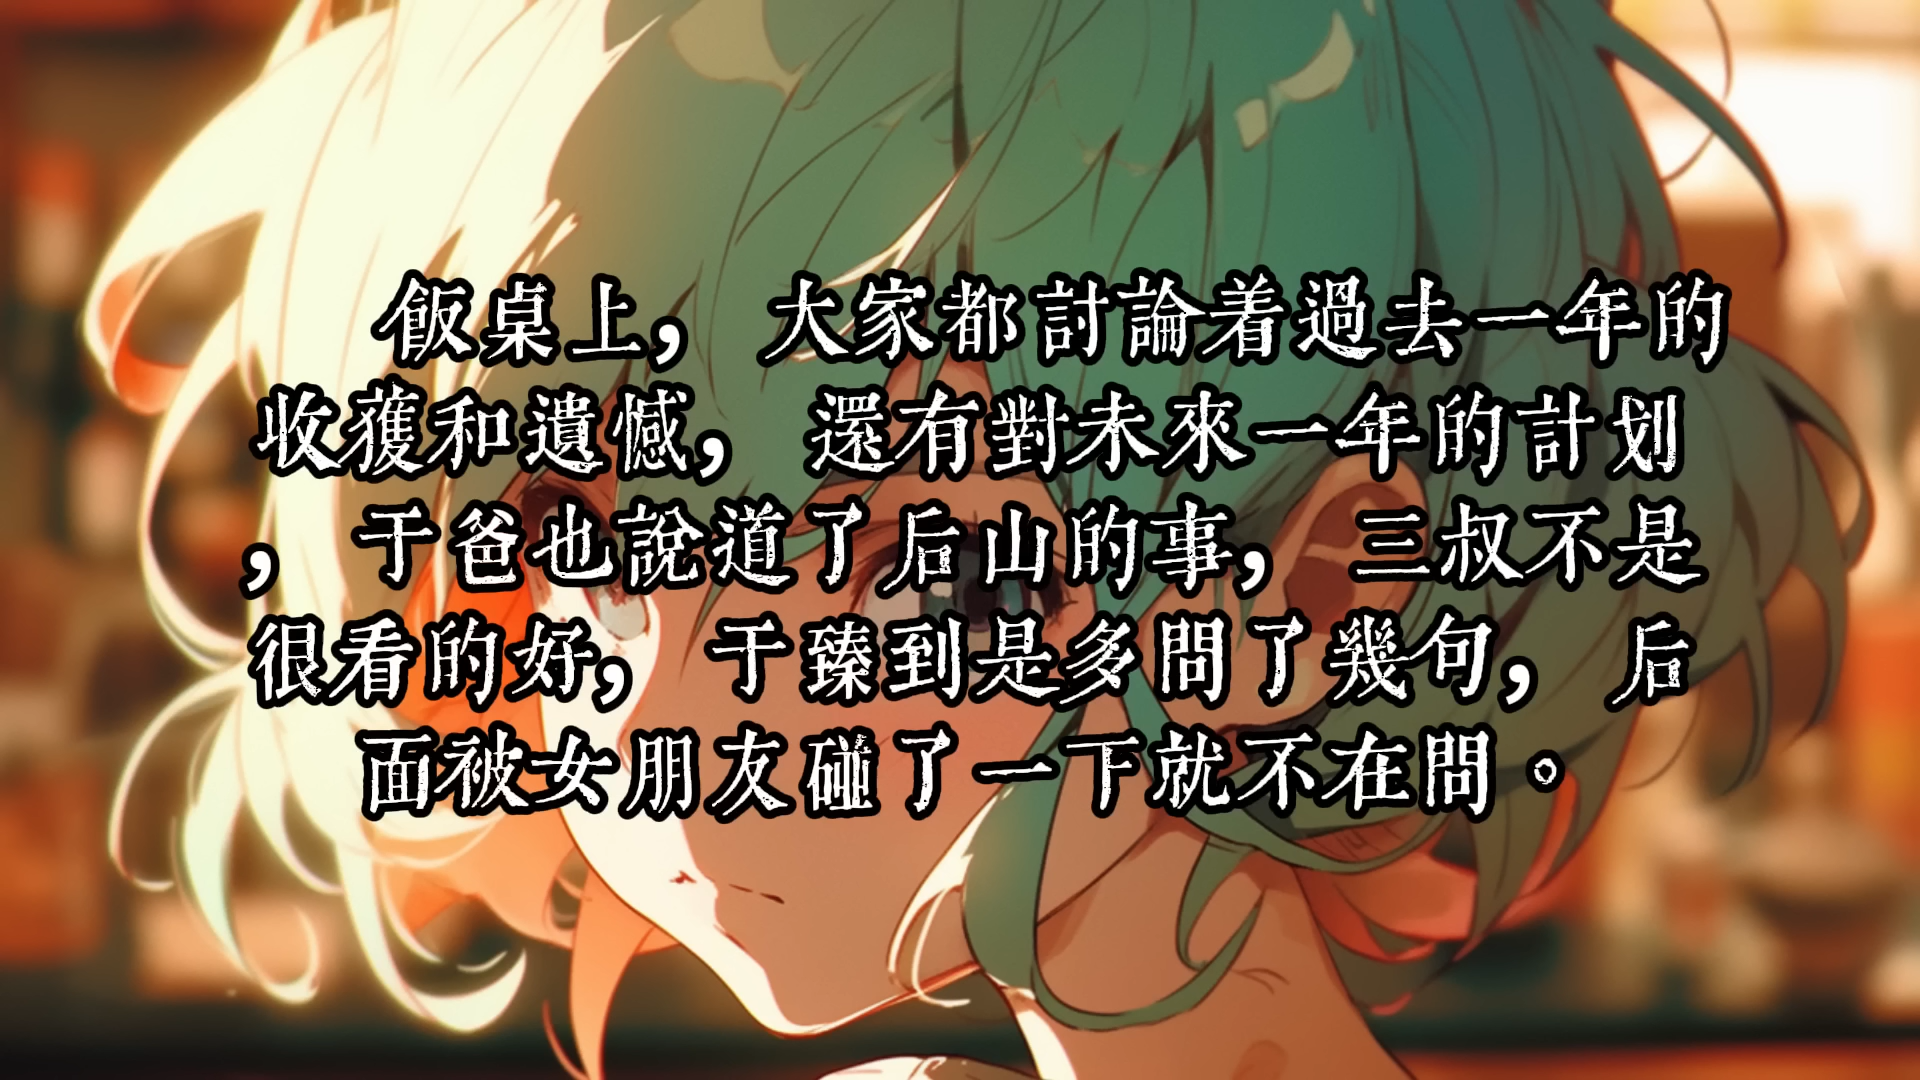 飯桌上，大家都討論着過去一年的
收獲和遺憾，還有對未來一年的計划
，于爸也說道了后山的事，三叔不是
很看的好，于臻到是多問了幾句，后
面被女朋友碰了一下就不在問。